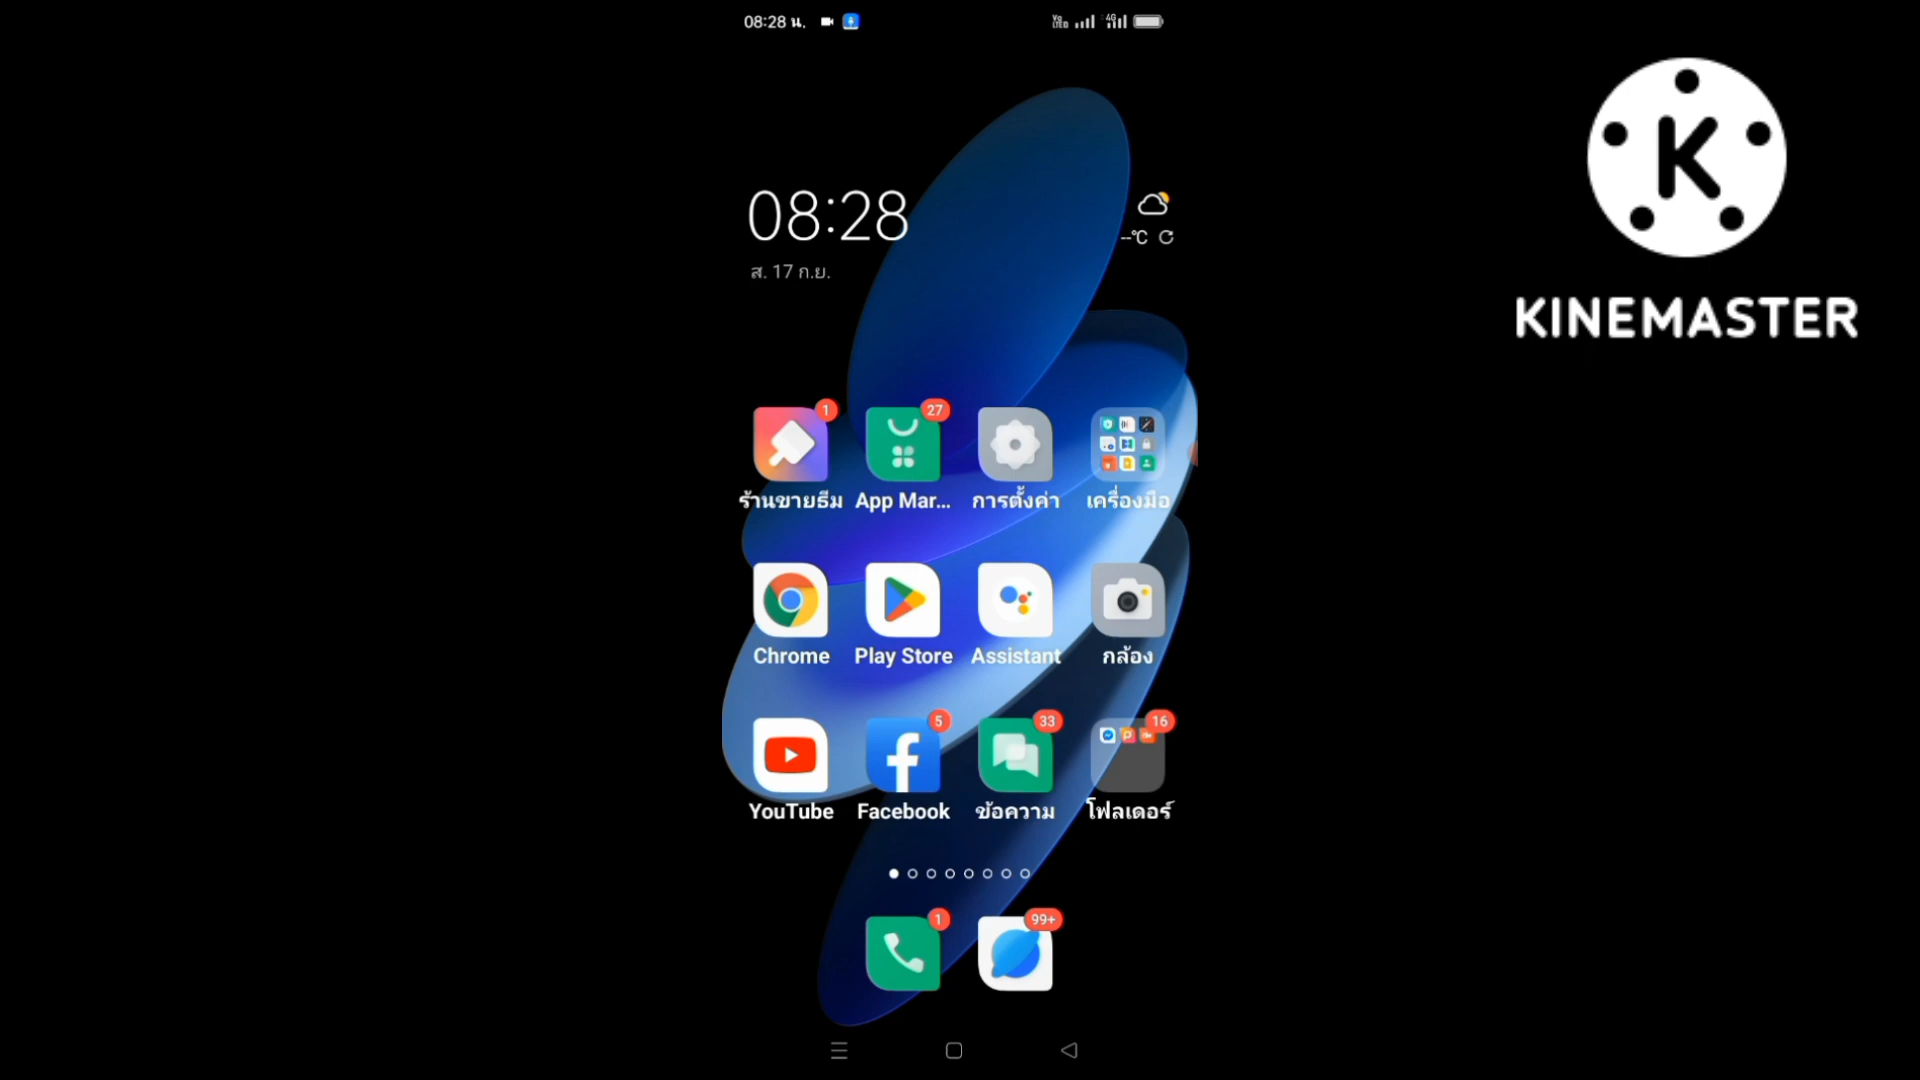 08:28 น.
Vo LTE 4G
K
KINEMASTER
08:28
--°C
ส. 17 ก.ย.
1
27
ร้านขายธีม App Mar... การตั้งค่า เครื่องมือ
Chrome Play Store Assistant กล้อง
5 33 16
YouTube Facebook ข้อความ โฟลเดอร์
1 99+